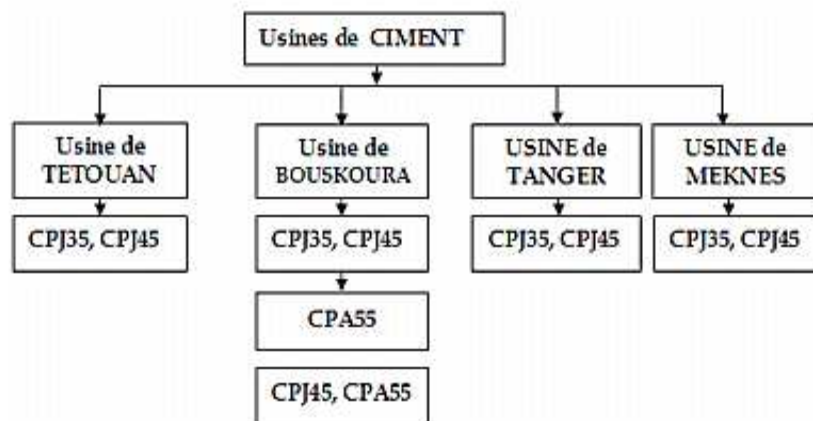 Usines de CIMENT
Usine de
TETOUAN
Usine de
BOUSKOURA
USINE de
TANGER
USINE de
MEKNES
CPJ35, CPJ45
CPJ35, CPJ45
CPJ35, CPJ45
CPJ35, CPJ45
CPA55
CPJ45, CPA55